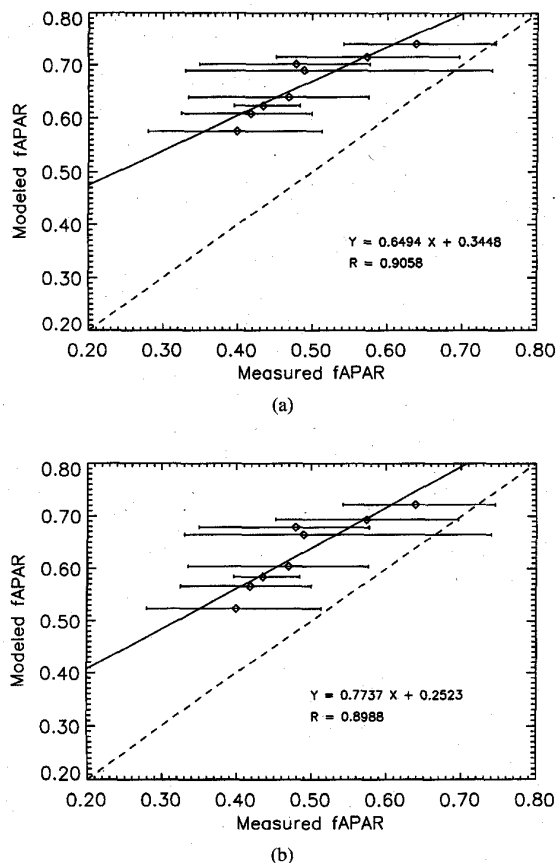 0.80
0.70
0.60
0.50
0.40
0.30
0.20
Modeled fAPAR
Y = 0.6494 X + 0.3448
R = 0.9058
0.20 0.30 0.40 0.50 0.60 0.70 0.80
Measured fAPAR
(a)
0.80
0.70
0.60
0.50
0.40
0.30
0.20
Modeled fAPAR
Y = 0.7737 X + 0.2523
R = 0.8988
0.20 0.30 0.40 0.50 0.60 0.70 0.80
Measured fAPAR
(b)